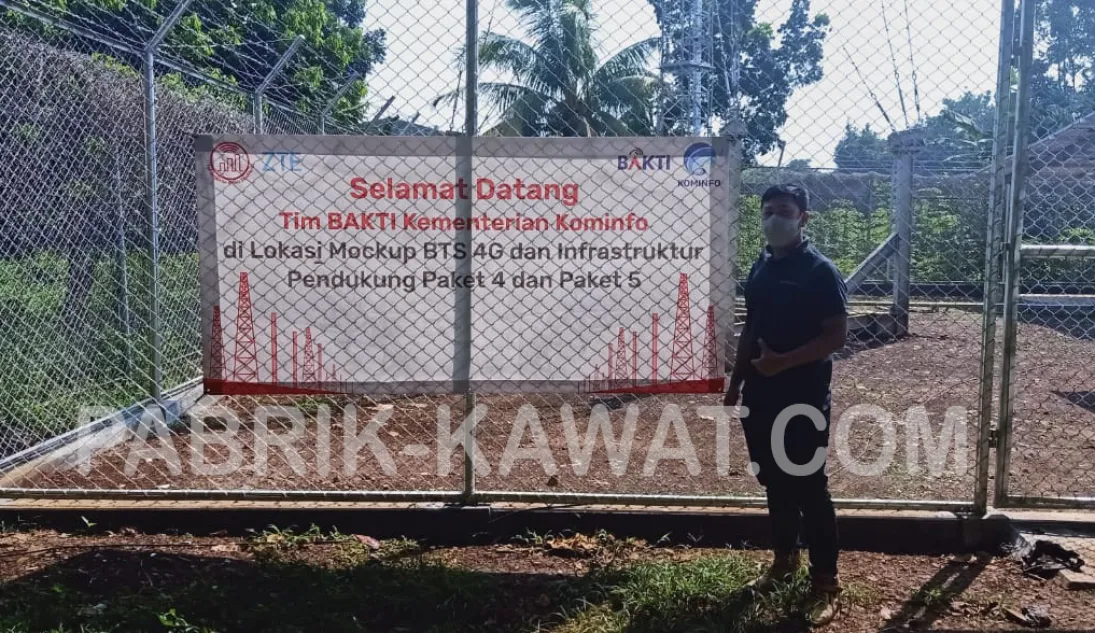 ZTE
BAKTI
KOMINFO
Selamat Datang
Tim BAKTI Kementerian Kominfo
di Lokasi Mockup BTS 4G dan Infrastruktur
Pendukung Paket 4 dan Paket 5
PABRIK-KAWAT.COM